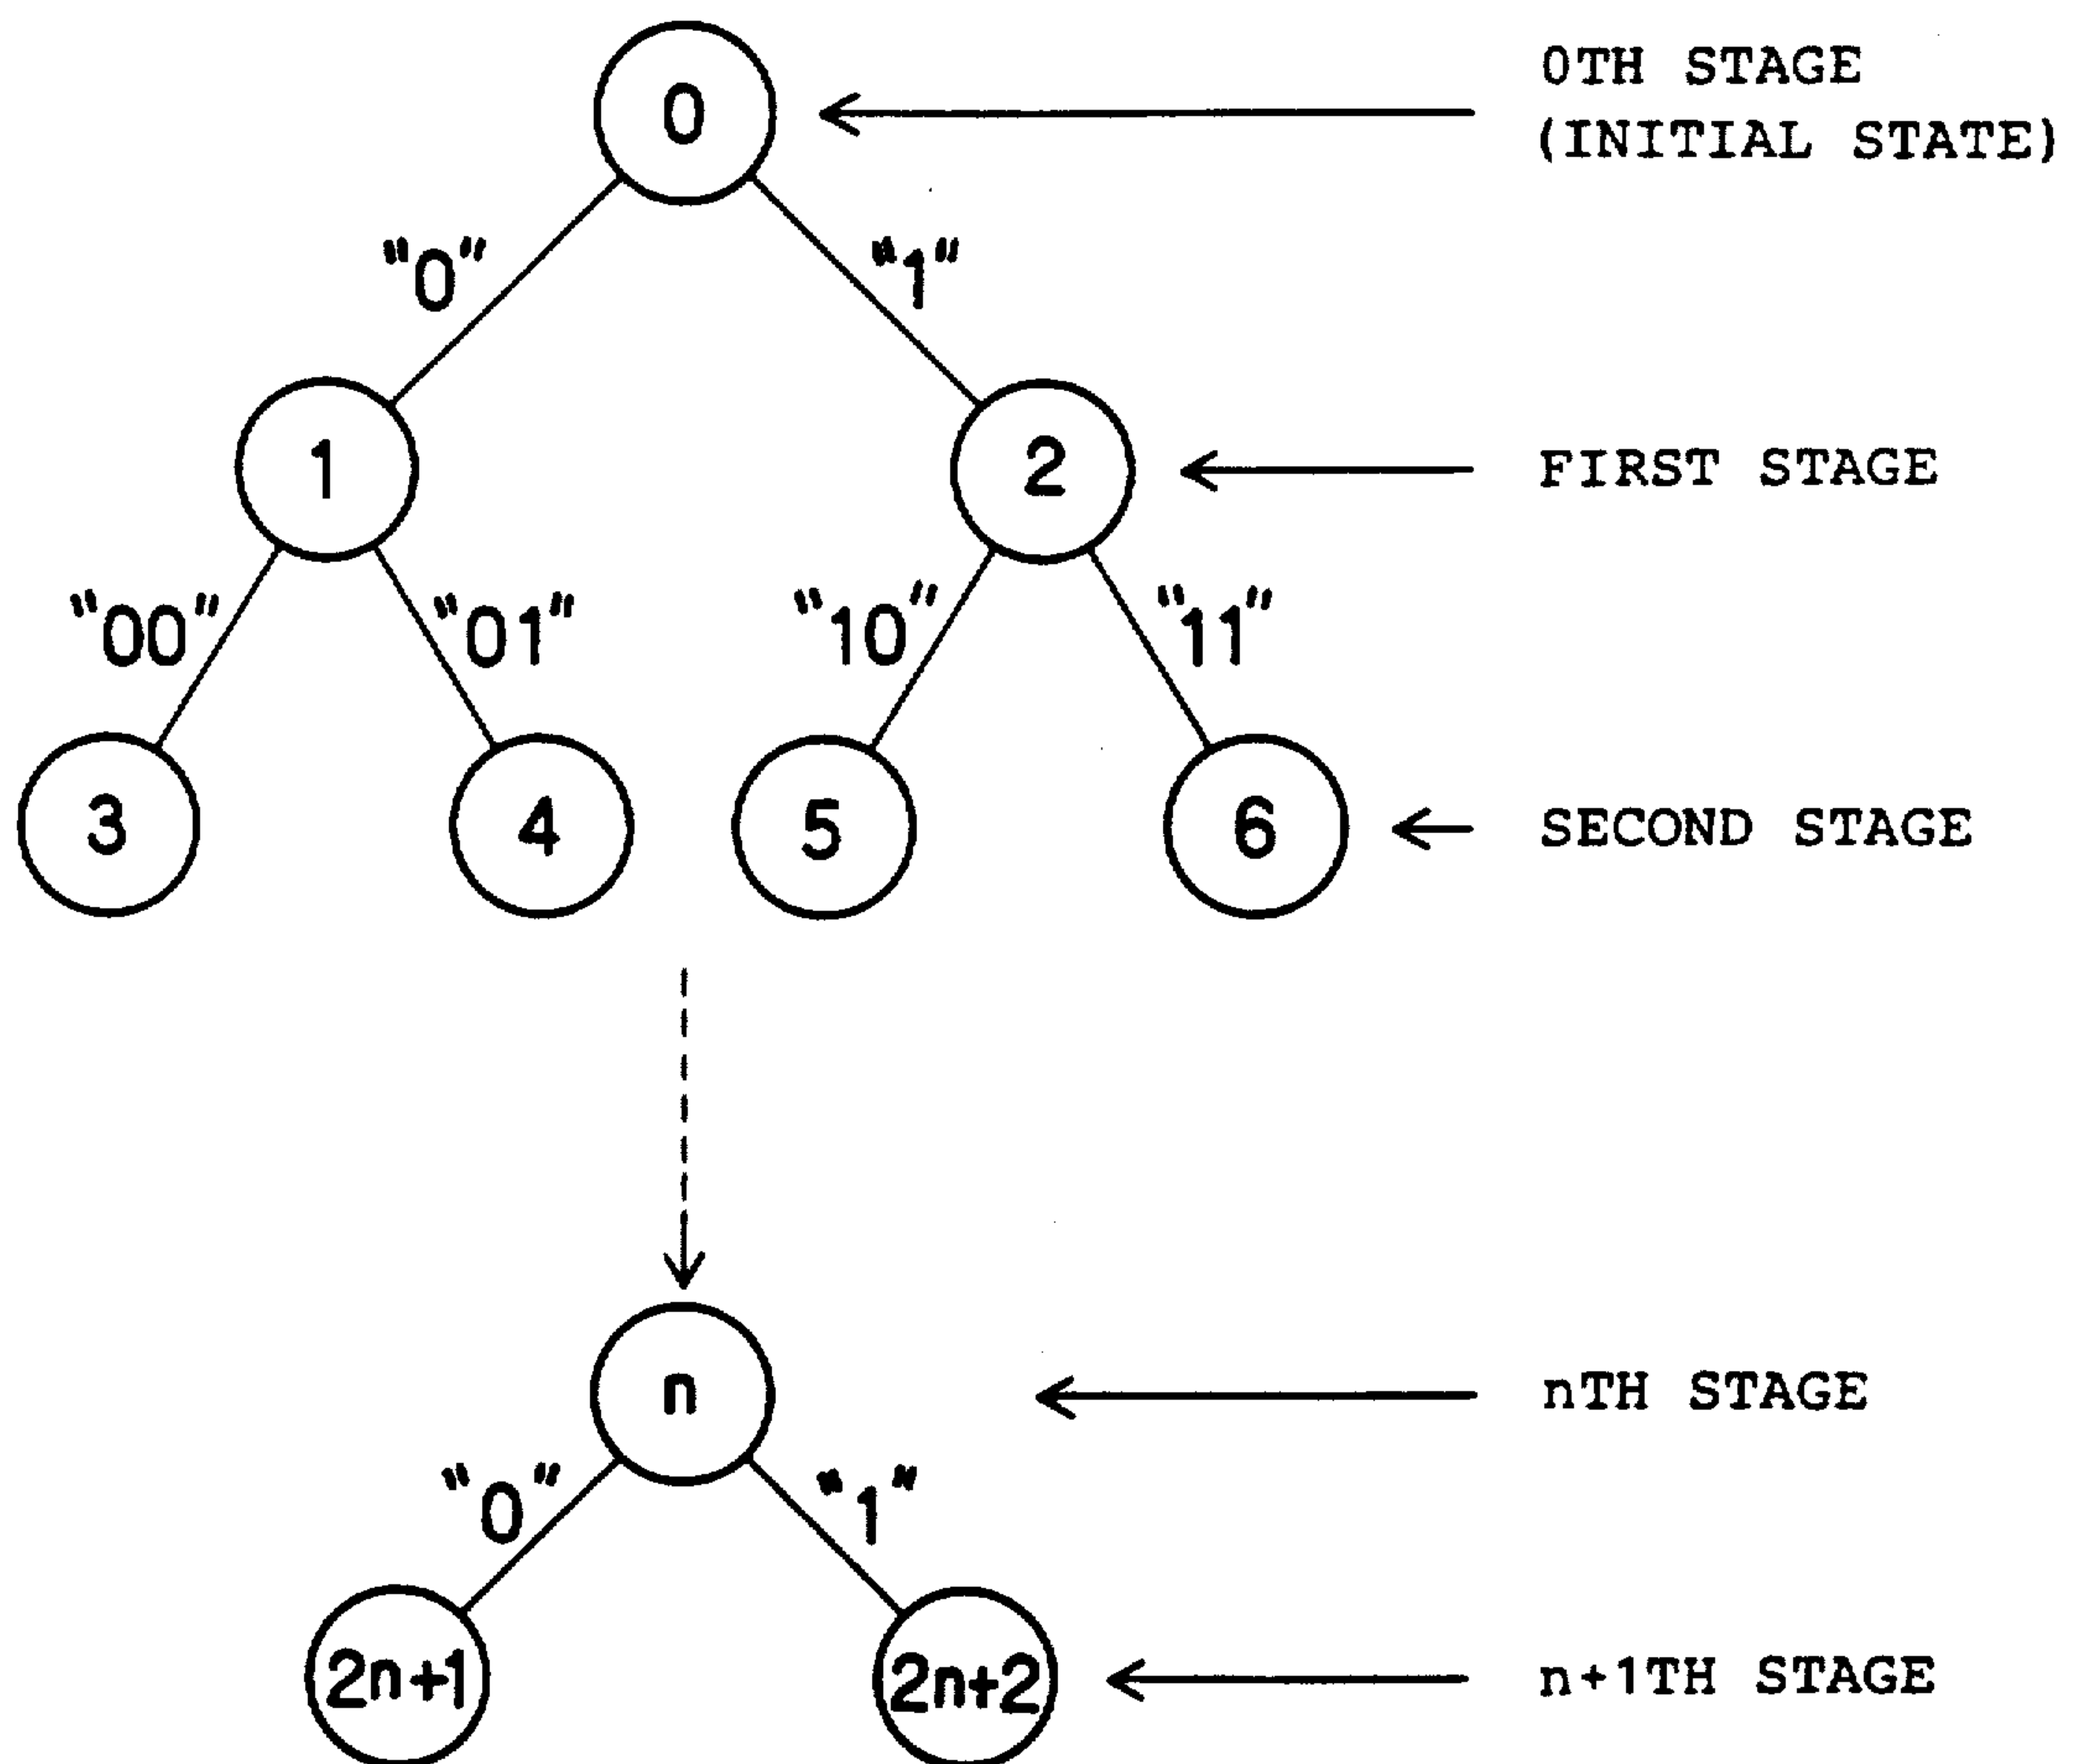 0
0TH STAGE
(INITIAL STATE)
"0"
"1"
1
2
FIRST STAGE
"00"
"01"
"10"
"11"
3
4
5
6
SECOND STAGE
n
nTH STAGE
"0"
"1"
2n+1
2n+2
n+1TH STAGE